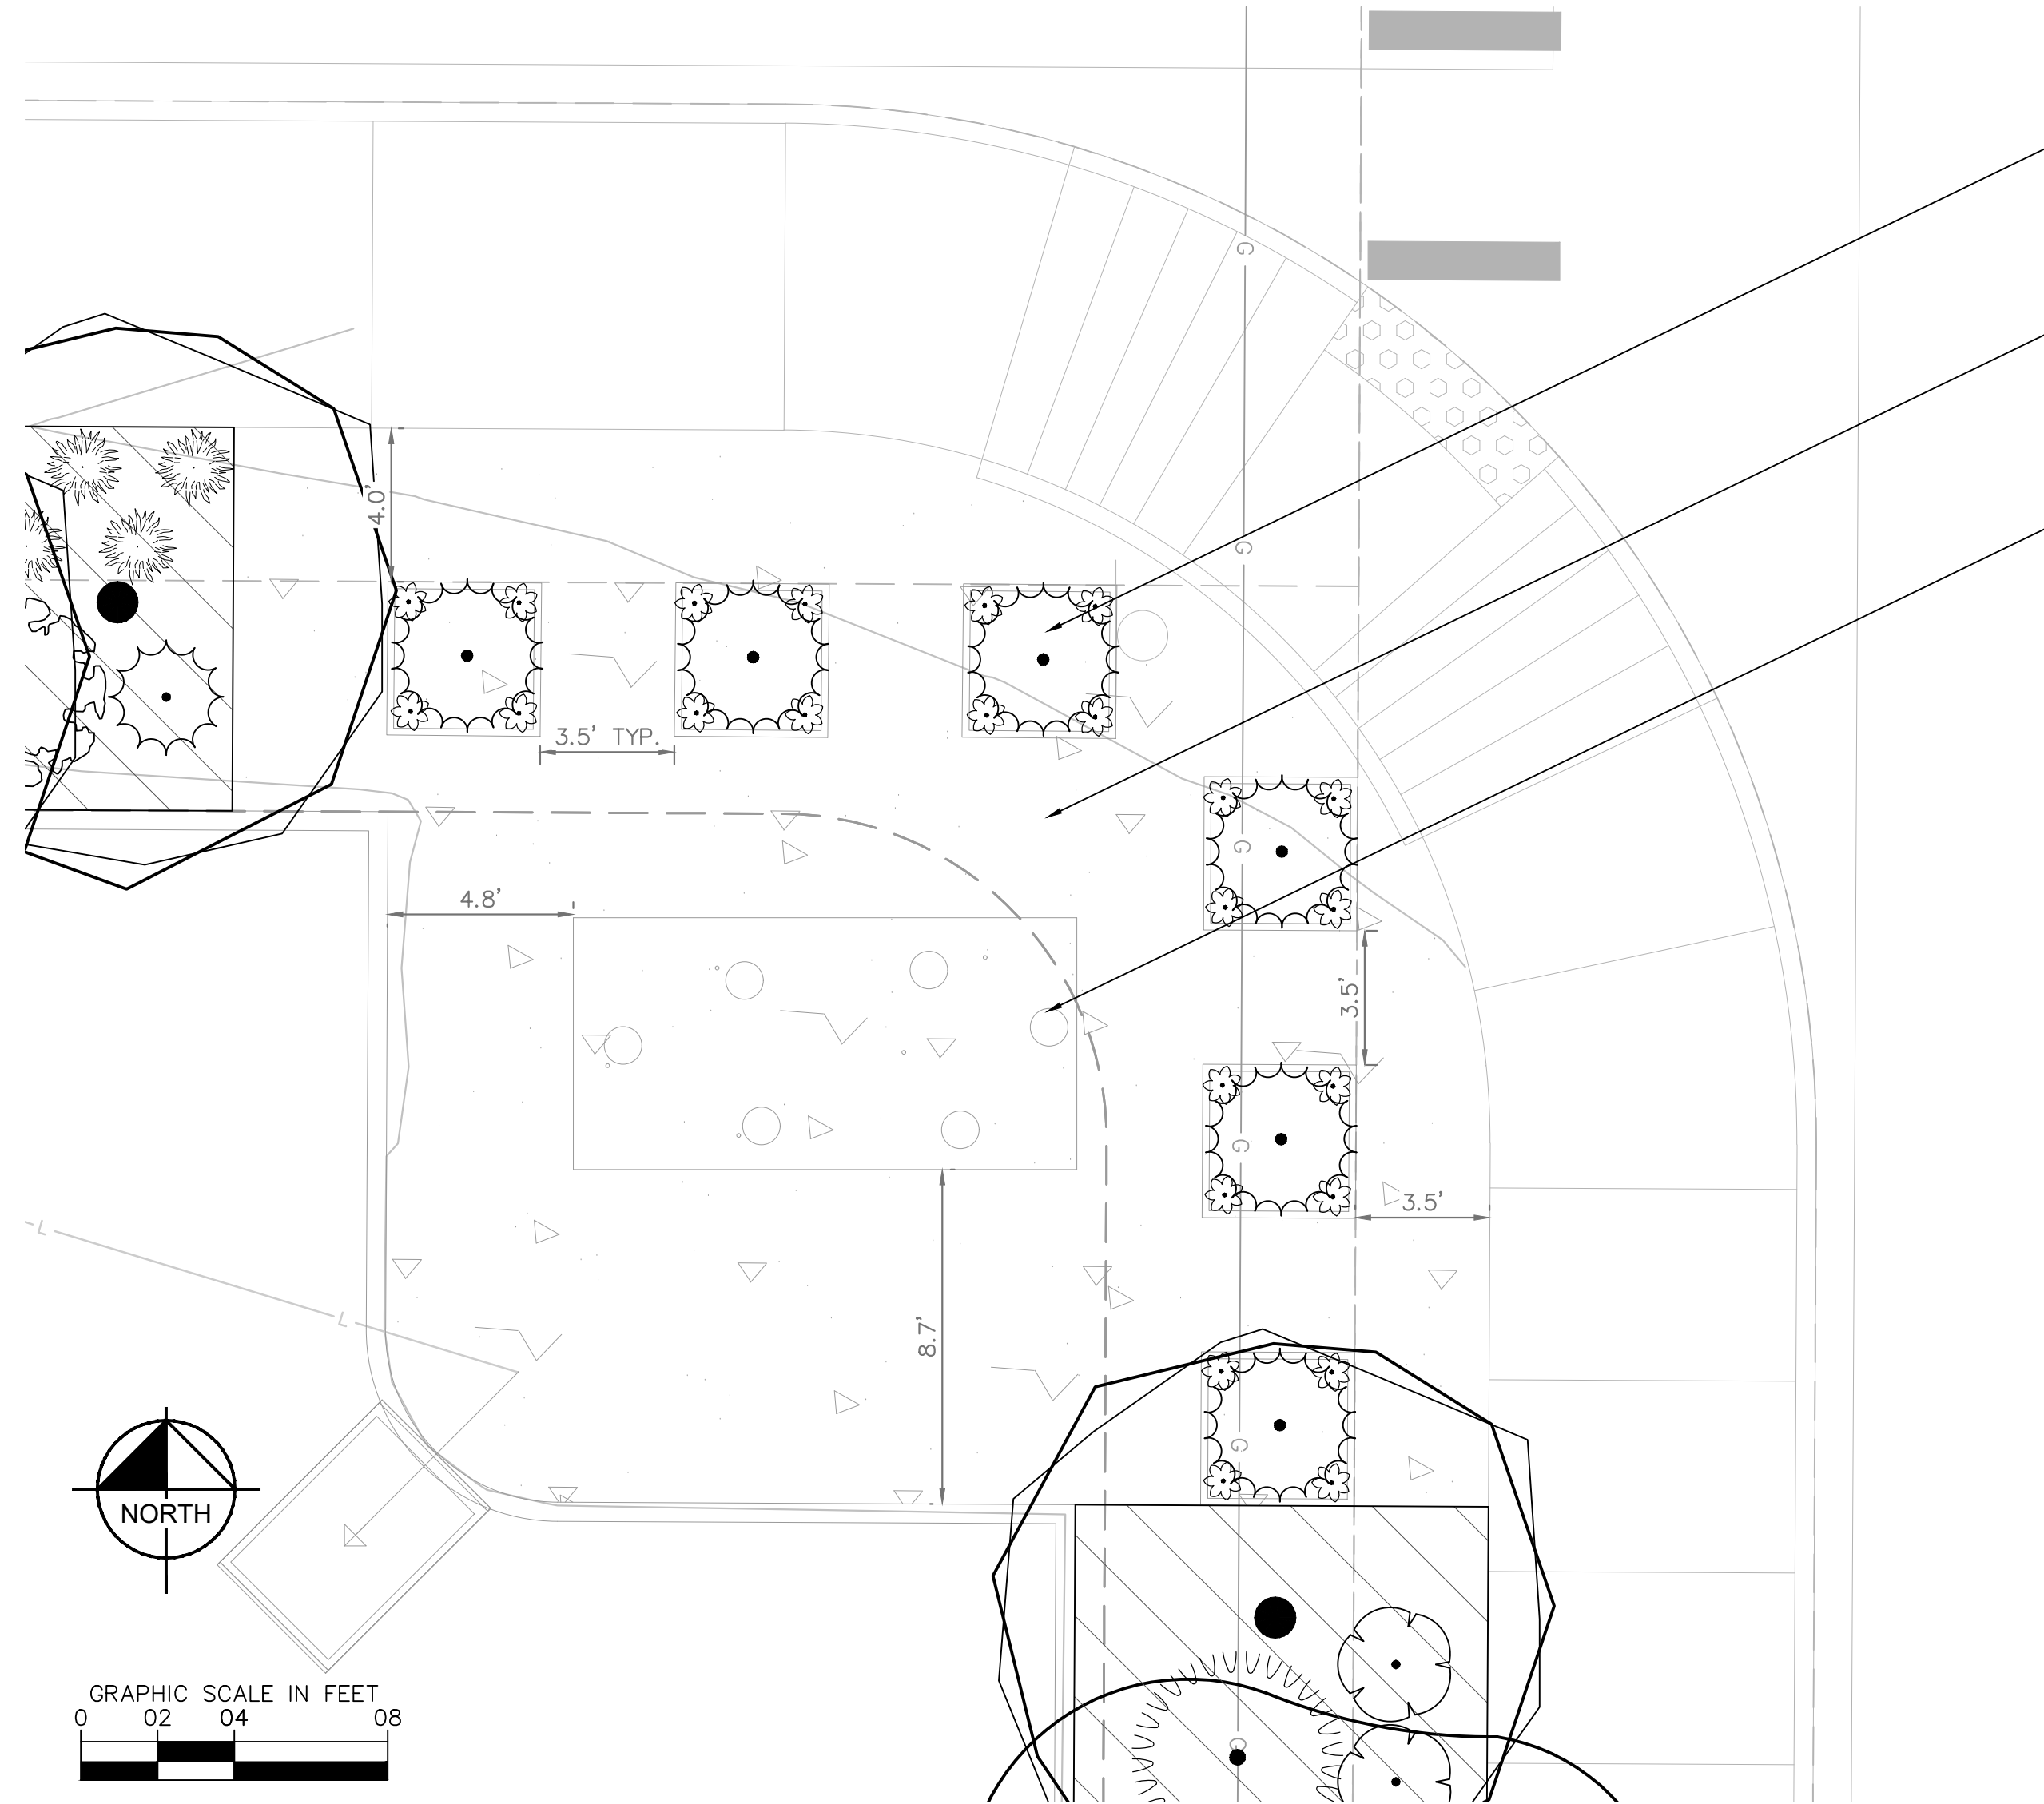 G
G
4.0'
3.5' TYP.
G
4.8'
3.5'
G
3.5'
L
L
8.7'
G
NORTH
GRAPHIC SCALE IN FEET
0 02 04 08
G